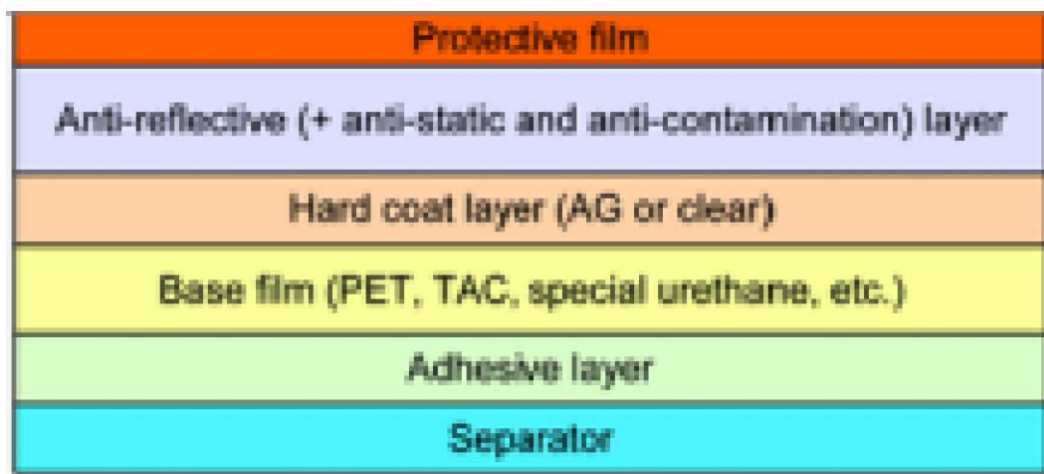 Protective film
Anti-reflective (+ anti-static and anti-contamination) layer
Hard coat layer (AG or clear)
Base film (PET, TAC, special urethane, etc.)
Adhesive layer
Separator